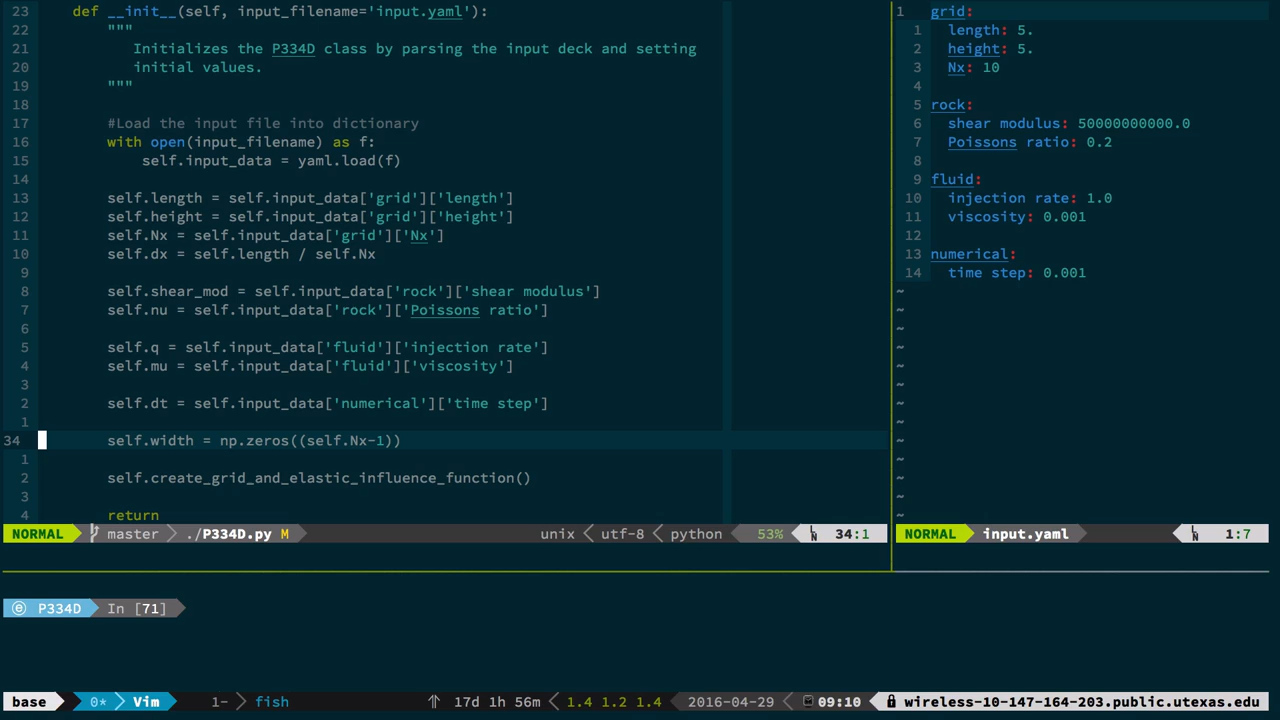 23 def __init__(self, input_filename='input.yaml'):
22 """
21 Initializes the P334D class by parsing the input deck and setting
20 initial values.
19 """
18
17 #Load the input file into dictionary
16 with open(input_filename) as f:
15 self.input_data = yaml.load(f)
14
13 self.length = self.input_data['grid']['length']
12 self.height = self.input_data['grid']['height']
11 self.Nx = self.input_data['grid']['Nx']
10 self.dx = self.length / self.Nx
9
8 self.shear_mod = self.input_data['rock']['shear modulus']
7 self.nu = self.input_data['rock']['Poissons ratio']
6
5 self.q = self.input_data['fluid']['injection rate']
4 self.mu = self.input_data['fluid']['viscosity']
3
2 self.dt = self.input_data['numerical']['time step']
1
34 self.width = np.zeros((self.Nx-1))
1
2 self.create_grid_and_elastic_influence_function()
3
4 return
NORMAL master ./P334D.py M unix utf-8 python 53% LN 34:1
1 grid:
1 length: 5.
2 height: 5.
3 Nx: 10
4
5 rock:
6 shear modulus: 50000000000.0
7 Poissons ratio: 0.2
8
9 fluid:
10 injection rate: 1.0
11 viscosity: 0.001
12
13 numerical:
14 time step: 0.001
~
~
~
~
~
~
~
~
~
~
~
~
~
NORMAL input.yaml LN 1:7
ⓔ P334D In [71]
base 0* Vim 1- fish 17d 1h 56m 1.4 1.2 1.4 2016-04-29 09:10 wireless-10-147-164-203.public.utexas.edu